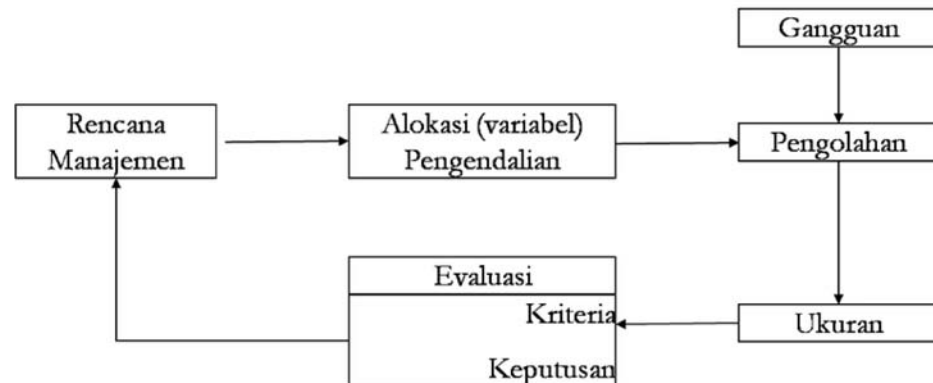 Gangguan
Rencana
Manajemen
Alokasi (variabel)
Pengendalian
Pengolahan
Evaluasi
Kriteria
Keputusan
Ukuran